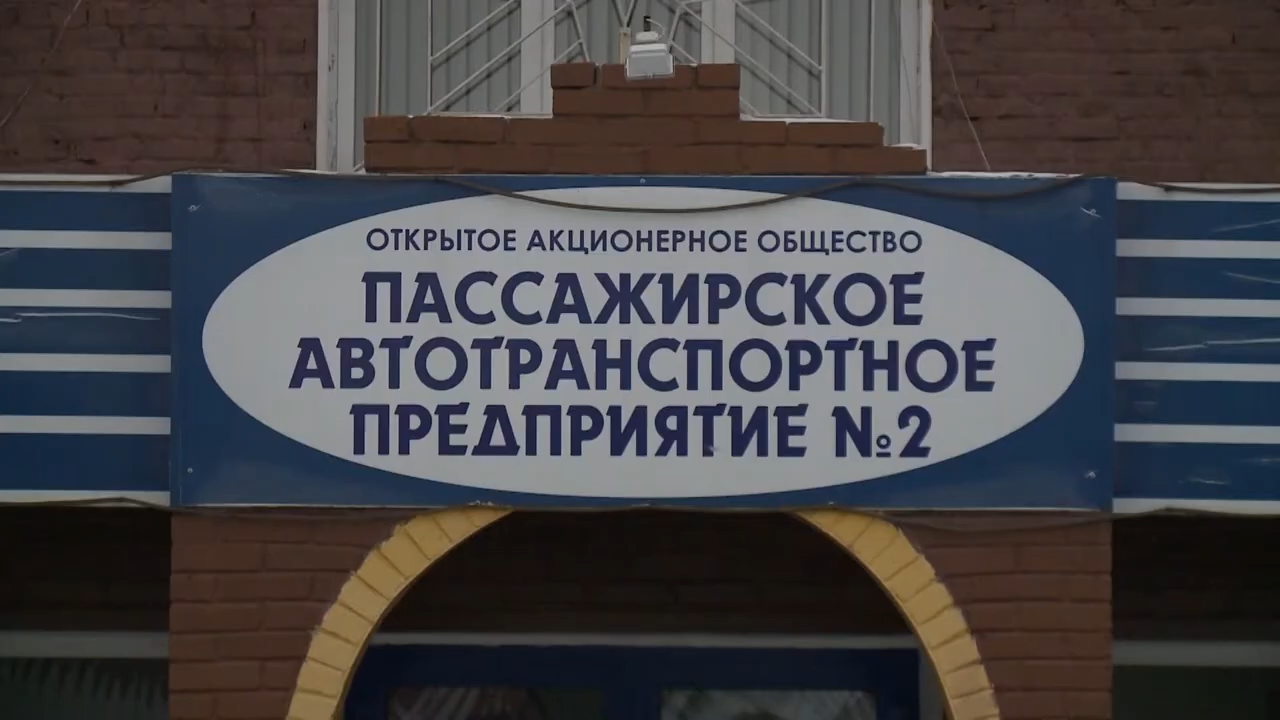 ОТКРЫТОЕ АКЦИОНЕРНОЕ ОБЩЕСТВО
ПАССАЖИРСКОЕ
АВТОТРАНСПОРТНОЕ
ПРЕДПРИЯТИЕ №2